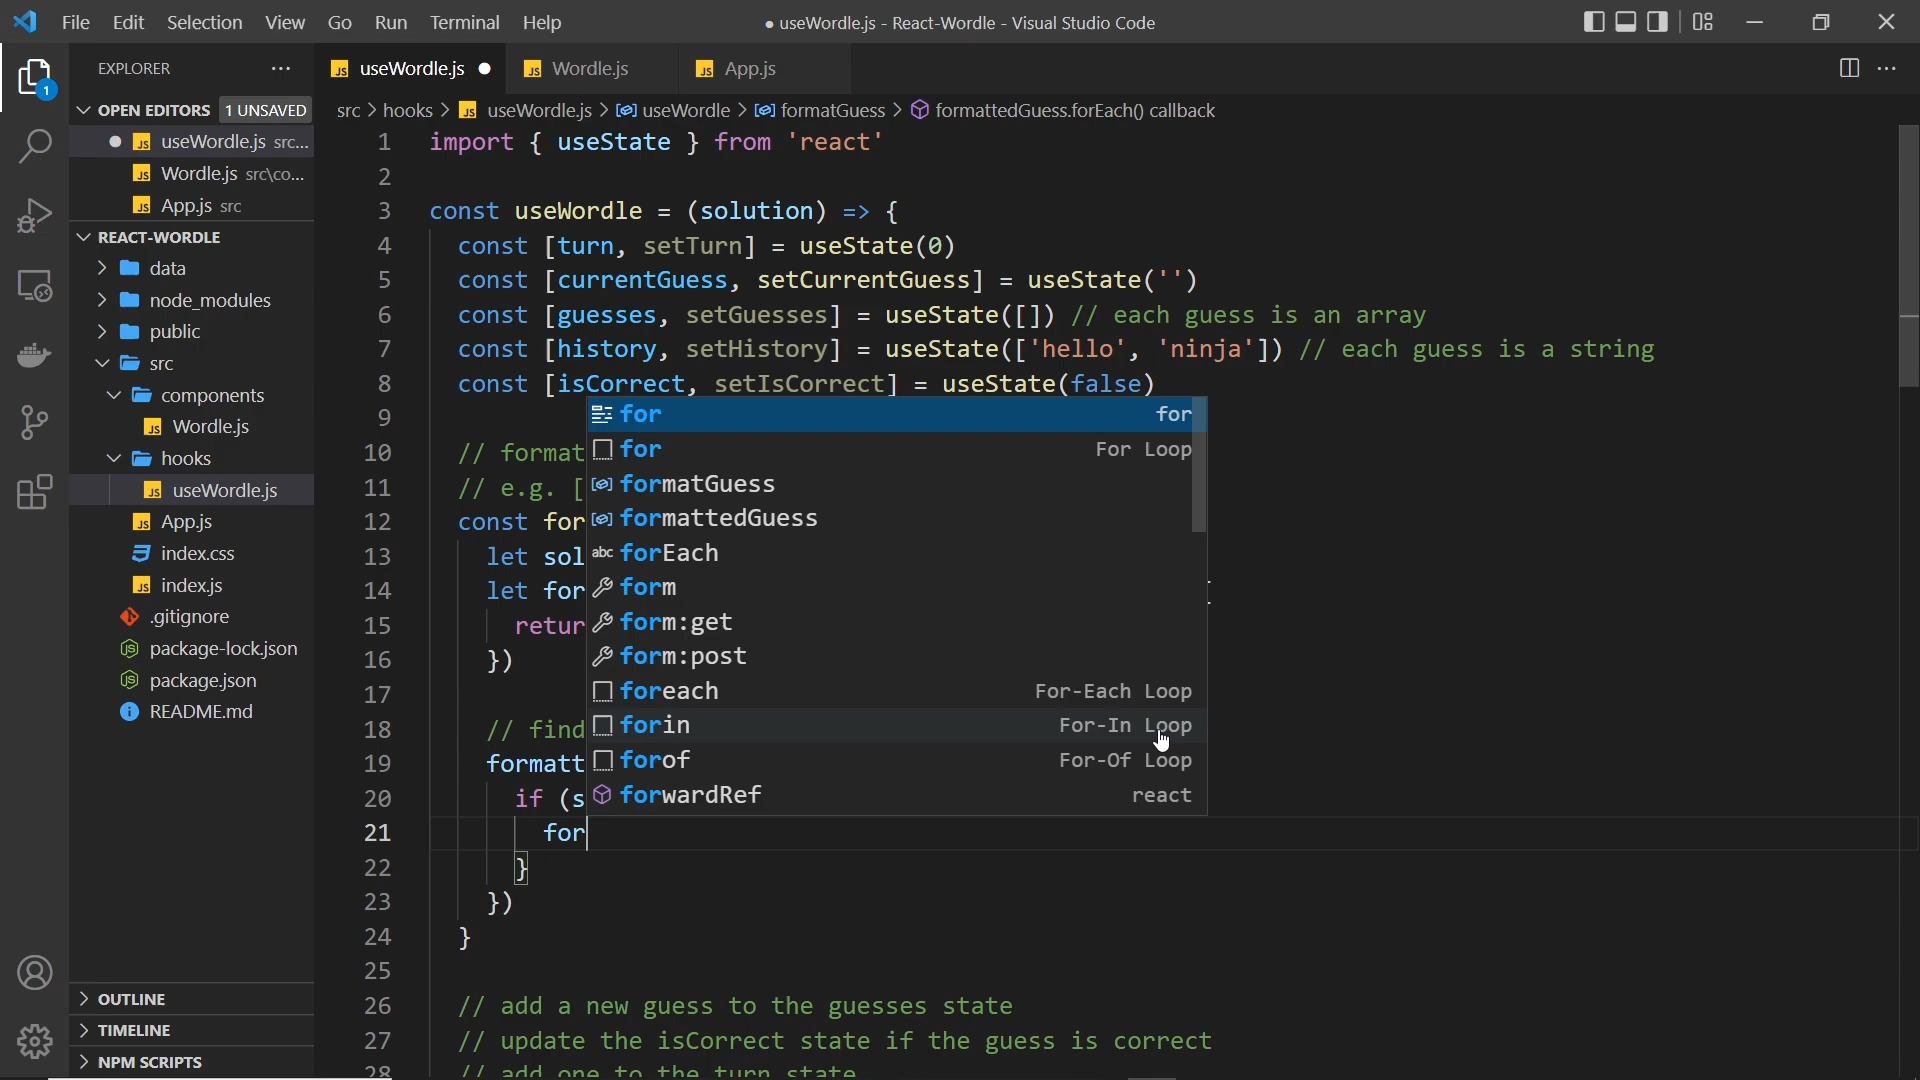 File Edit Selection View Go Run Terminal Help
● useWordle.js - React-Wordle - Visual Studio Code
1
EXPLORER
OPEN EDITORS 1 UNSAVED
useWordle.js src...
Wordle.js src\co...
App.js src
REACT-WORDLE
data
node_modules
public
src
components
Wordle.js
hooks
useWordle.js
App.js
index.css
index.js
.gitignore
package-lock.json
package.json
README.md
OUTLINE
TIMELINE
NPM SCRIPTS
useWordle.js Wordle.js App.js
src > hooks > useWordle.js > useWordle > formatGuess > formattedGuess.forEach() callback
1 import { useState } from 'react'
2
3 const useWordle = (solution) => {
4 const [turn, setTurn] = useState(0)
5 const [currentGuess, setCurrentGuess] = useState('')
6 const [guesses, setGuesses] = useState([]) // each guess is an array
7 const [history, setHistory] = useState(['hello', 'ninja']) // each guess is a string
8 const [isCorrect, setIsCorrect] = useState(false)
9
10 // format
11 // e.g. [
12 const for
13 let sol
14 let for
15 retur
16 })
17
18 // find
19 formatt
20 if (s
21 for
22 }
23 })
24 }
25
26 // add a new guess to the guesses state
27 // update the isCorrect state if the guess is correct
28 // add one to the turn state
for for
for For Loop
formatGuess
formattedGuess
abc forEach
form
form:get
form:post
foreach For-Each Loop
forin For-In Loop
forof For-Of Loop
forwardRef react